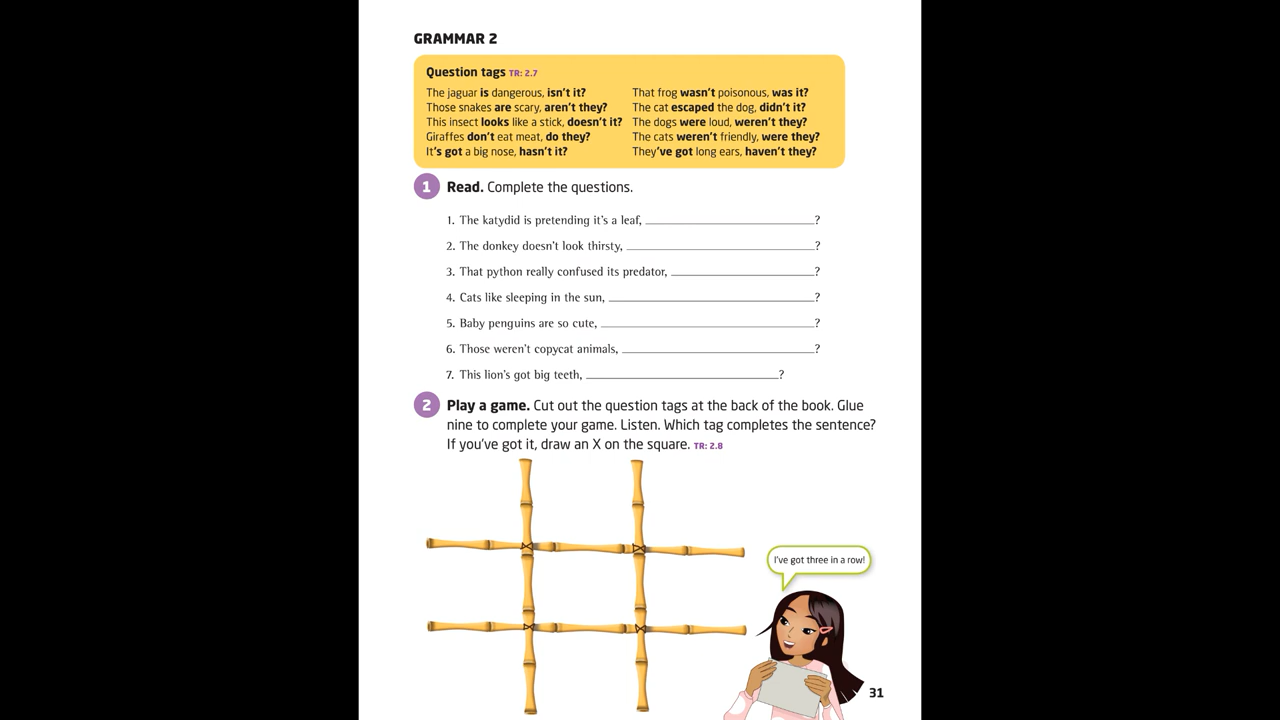 GRAMMAR 2
Question tags TR: 2.7
The jaguar is dangerous, isn't it?
Those snakes are scary, aren't they?
This insect looks like a stick, doesn't it?
Giraffes don't eat meat, do they?
It's got a big nose, hasn't it?
That frog wasn't poisonous, was it?
The cat escaped the dog, didn't it?
The dogs were loud, weren't they?
The cats weren't friendly, were they?
They've got long ears, haven't they?
1 Read. Complete the questions.
1. The katydid is pretending it's a leaf, ____________________?
2. The donkey doesn't look thirsty, ____________________?
3. That python really confused its predator, ____________________?
4. Cats like sleeping in the sun, ____________________?
5. Baby penguins are so cute, ____________________?
6. Those weren't copycat animals, ____________________?
7. This lion's got big teeth, ____________________?
2 Play a game. Cut out the question tags at the back of the book. Glue
nine to complete your game. Listen. Which tag completes the sentence?
If you've got it, draw an X on the square. TR: 2.8
I've got three in a row!
31